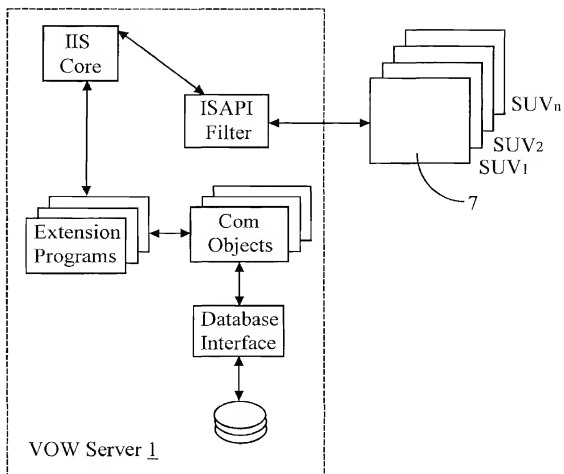 IIS
Core
ISAPI
Filter
SUVn
SUV2
SUV1
7
Extension
Programs
Com
Objects
Database
Interface
VOW Server 1